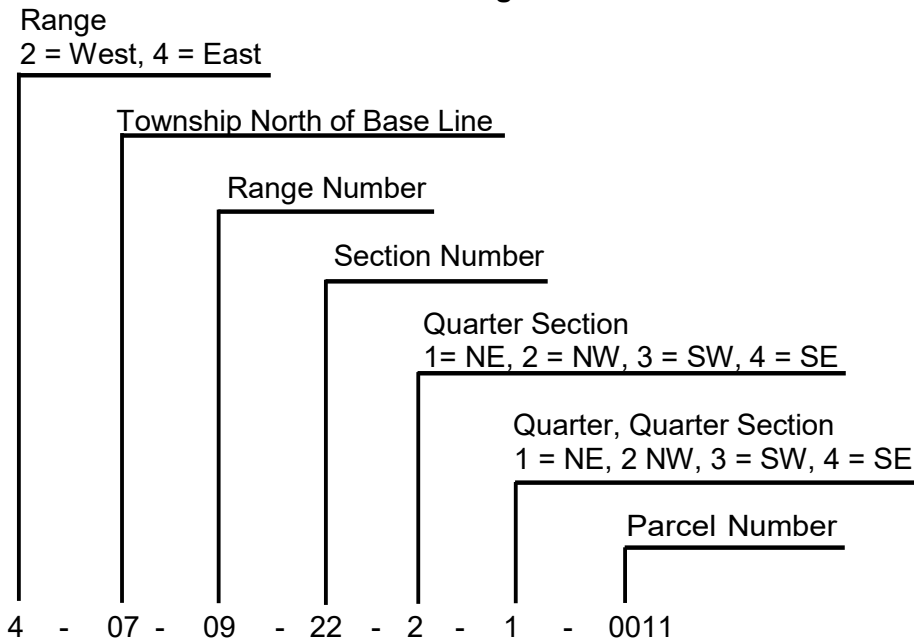 Range
2 = West, 4 = East
Township North of Base Line
Range Number
Section Number
Quarter Section
1= NE, 2 = NW, 3 = SW, 4 = SE
Quarter, Quarter Section
1 = NE, 2 NW, 3 = SW, 4 = SE
Parcel Number
4 - 07 - 09 - 22 - 2 - 1 - 0011